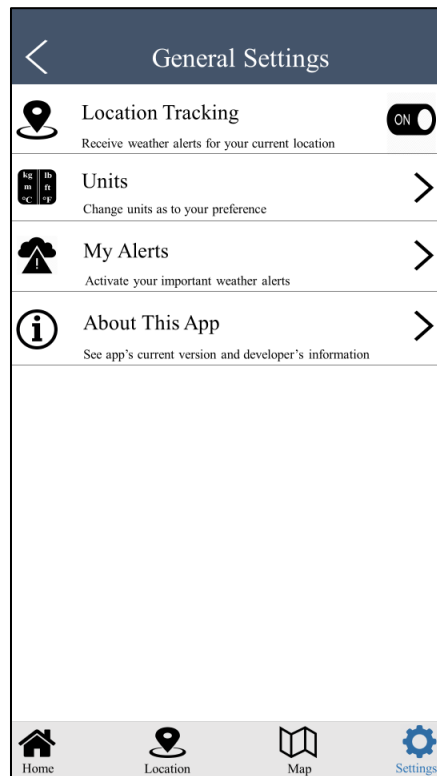 General Settings
Location Tracking
ON
Receive weather alerts for your current location
kg lb
m ft
°C °F
Units
Change units as to your preference
My Alerts
Activate your important weather alerts
About This App
See app's current version and developer's information
Home Location Map Settings